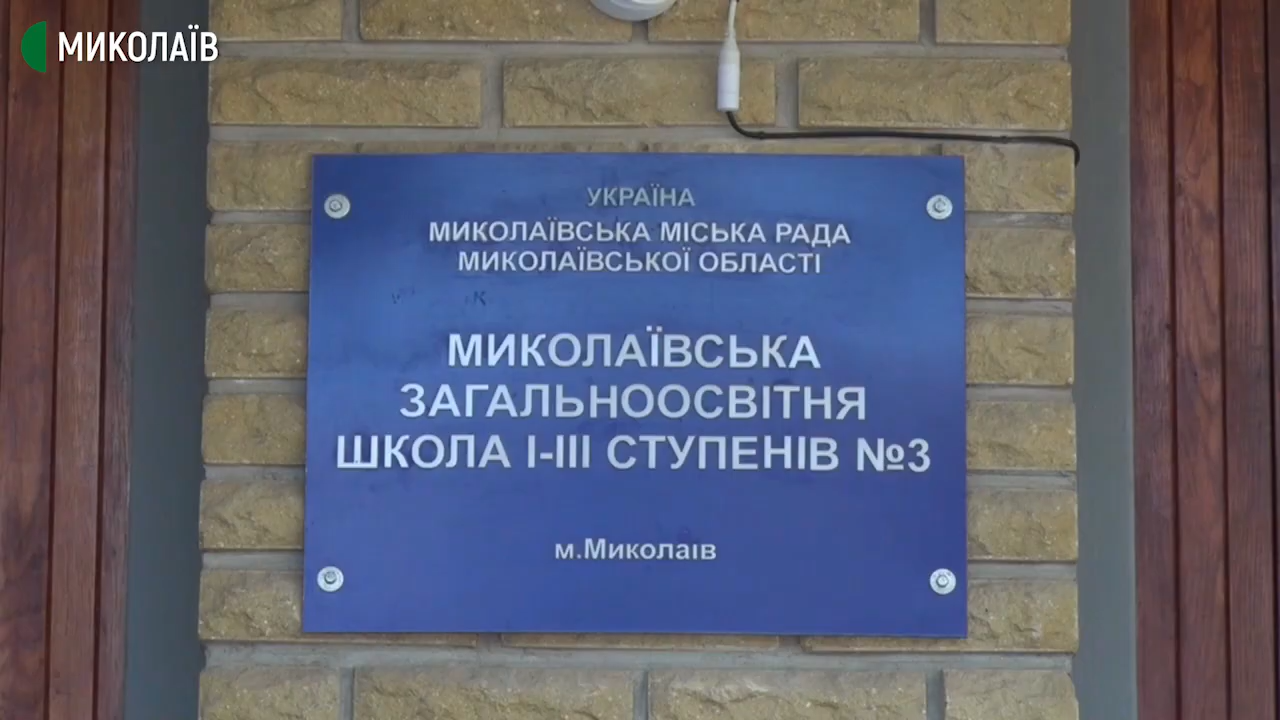 МИКОЛАЇВ
УКРАЇНА
МИКОЛАЇВСЬКА МІСЬКА РАДА
МИКОЛАЇВСЬКОЇ ОБЛАСТІ
МИКОЛАЇВСЬКА
ЗАГАЛЬНООСВІТНЯ
ШКОЛА І-ІІІ СТУПЕНІВ №3
м.Миколаїв